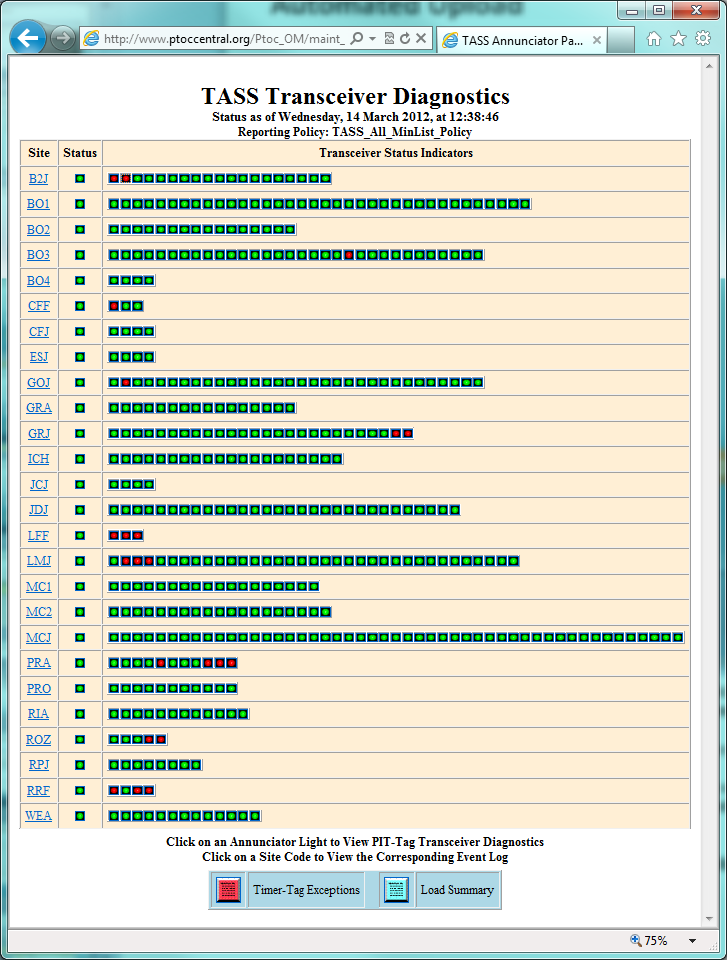 Automated Upload
http://www.ptoccentral.org/Ptoc_OM/maint_
TASS Annunciator Pa...
TASS Transceiver Diagnostics
Status as of Wednesday, 14 March 2012, at 12:38:46
Reporting Policy: TASS_All_MinList_Policy
Site Status Transceiver Status Indicators
B2J
BO1
BO2
BO3
BO4
CFF
CFJ
ESJ
GOJ
GRA
GRJ
ICH
JCJ
JDJ
LFF
LMJ
MC1
MC2
MCJ
PRA
PRO
RIA
ROZ
RPJ
RRF
WEA
Click on an Annunciator Light to View PIT-Tag Transceiver Diagnostics
Click on a Site Code to View the Corresponding Event Log
Timer-Tag Exceptions Load Summary
75%